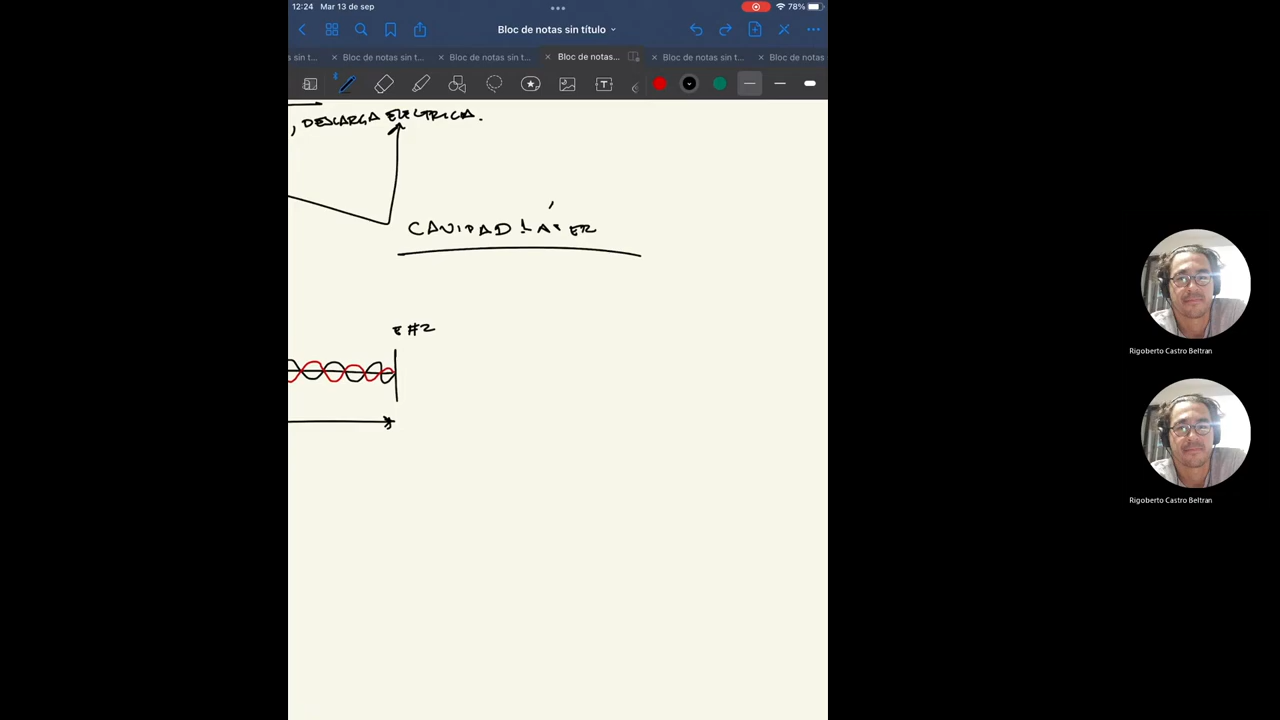 12:24 Mar 13 de sep 78%
Bloc de notas sin título
s sin t... Bloc de notas sin t... Bloc de notas sin t... Bloc de notas... Bloc de notas sin t... Bloc de notas
, DESCARGA ELECTRICA.
CAVIDAD LÁSER
E #2
Rigoberto Castro Beltran
Rigoberto Castro Beltran